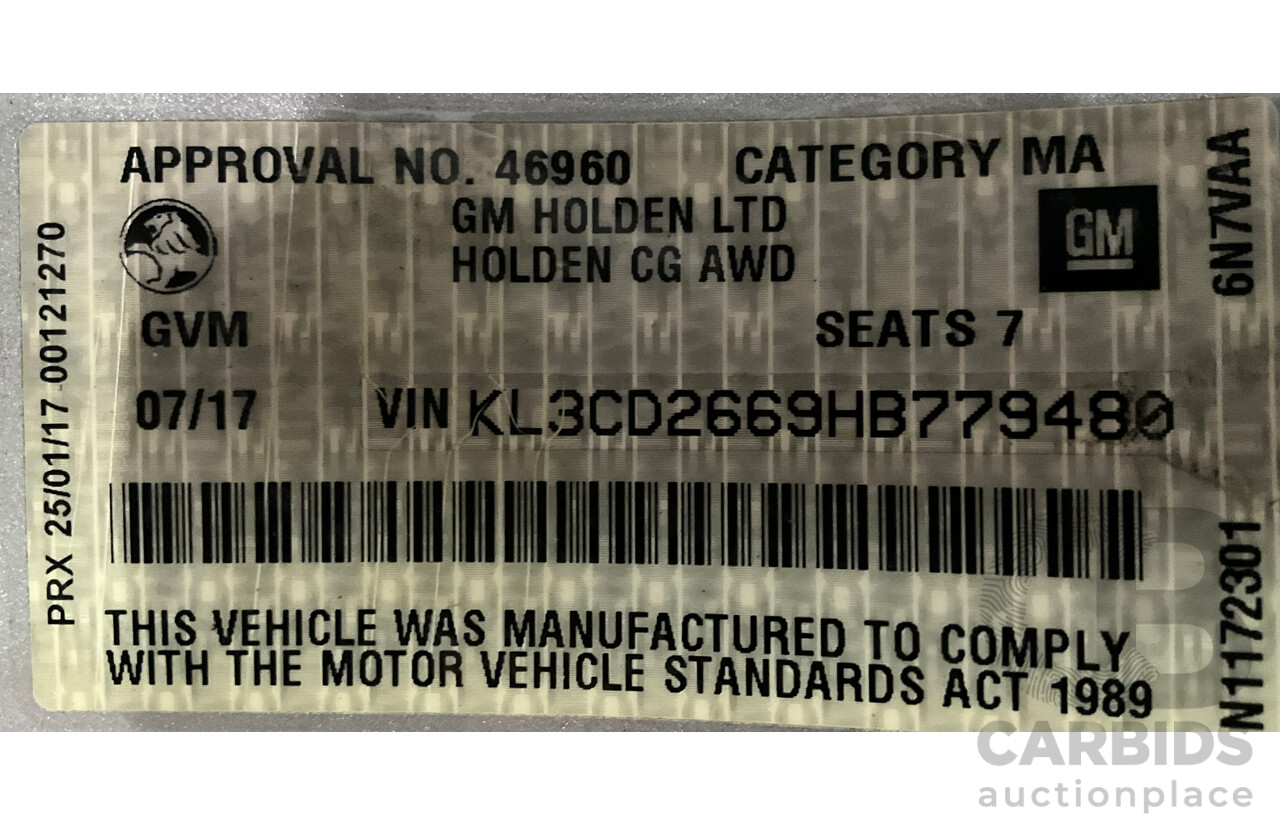 APPROVAL NO. 46960 CATEGORY MA
GM HOLDEN LTD
HOLDEN CG AWD
GM
GVM SEATS 7
07/17 VIN KL3CD2669HB779480
THIS VEHICLE WAS MANUFACTURED TO COMPLY
WITH THE MOTOR VEHICLE STANDARDS ACT 1989
PRX 25/01/17 00121270
6N7VAA
N1172301
CARBIDS
auctionplace